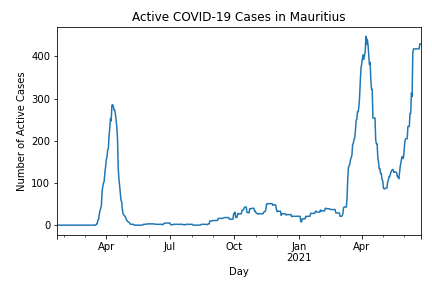 Active COVID-19 Cases in Mauritius
Number of Active Cases
400
300
200
100
0
Apr
Jul
Oct
Jan
2021
Apr
Day